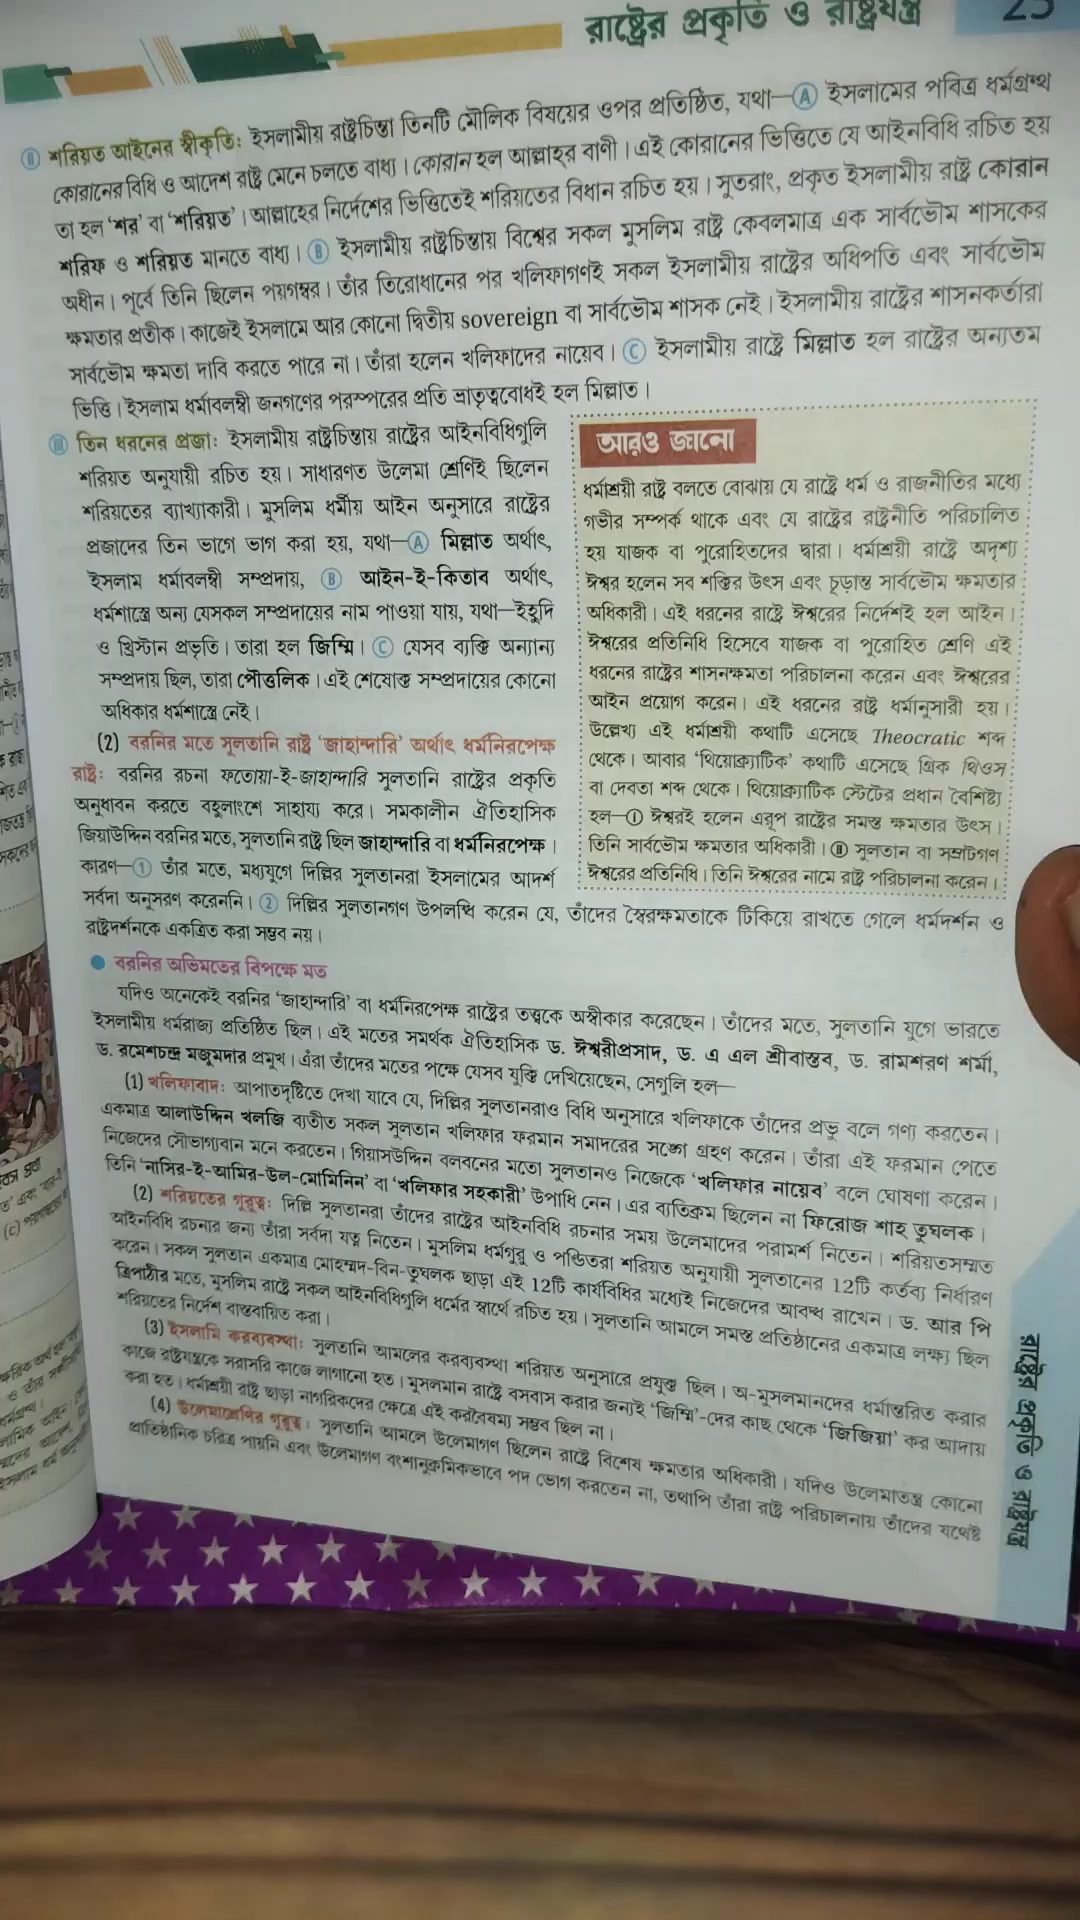 রাষ্ট্রের প্রকৃতি ও রাষ্ট্রযন্ত্র
ⓘⓘ শরিয়ত আইনের স্বীকৃতি: ইসলামীয় রাষ্ট্রচিন্তা তিনটি মৌলিক বিষয়ের ওপর প্রতিষ্ঠিত, যথা—Ⓐ ইসলামের পবিত্র ধর্মগ্রন্থ
কোরানের বিধি ও আদেশ রাষ্ট্র মেনে চলতে বাধ্য। কোরান হল আল্লাহর বাণী। এই কোরানের ভিত্তিতে যে আইনবিধি রচিত হয়
তা হল ‘শর’ বা ‘শরিয়ত’। আল্লাহের নির্দেশের ভিত্তিতেই শরিয়তের বিধান রচিত হয়। সুতরাং, প্রকৃত ইসলামীয় রাষ্ট্র কোরান
শরিফ ও শরিয়ত মানতে বাধ্য। Ⓑ ইসলামীয় রাষ্ট্রচিন্তায় বিশ্বের সকল মুসলিম রাষ্ট্র কেবলমাত্র এক সার্বভৌম শাসকের
অধীন। পূর্বে তিনি ছিলেন পয়গম্বর। তাঁর তিরোধানের পর খলিফাগণই সকল ইসলামীয় রাষ্ট্রের অধিপতি এবং সার্বভৌম
ক্ষমতার প্রতীক। কাজেই ইসলামে আর কোনো দ্বিতীয় sovereign বা সার্বভৌম শাসক নেই। ইসলামীয় রাষ্ট্রের শাসনকর্তারা
সার্বভৌম ক্ষমতা দাবি করতে পারে না। তাঁরা হলেন খলিফাদের নায়েব। Ⓒ ইসলামীয় রাষ্ট্রে মিল্লাত হল রাষ্ট্রের অন্যতম
ভিত্তি। ইসলাম ধর্মাবলম্বী জনগণের পরস্পরের প্রতি ভ্রাতৃত্ববোধই হল মিল্লাত।
ⓘⓘⓘ তিন ধরনের প্রজা: ইসলামীয় রাষ্ট্রচিন্তায় রাষ্ট্রের আইনবিধিগুলি
শরিয়ত অনুযায়ী রচিত হয়। সাধারণত উলেমা শ্রেণিই ছিলেন
শরিয়তের ব্যাখ্যাকারী। মুসলিম ধর্মীয় আইন অনুসারে রাষ্ট্রের
প্রজাদের তিন ভাগে ভাগ করা হয়, যথা—Ⓐ মিল্লাত অর্থাৎ,
ইসলাম ধর্মাবলম্বী সম্প্রদায়, Ⓑ আইন-ই-কিতাব অর্থাৎ,
ধর্মশাস্ত্রে অন্য যেসকল সম্প্রদায়ের নাম পাওয়া যায়, যথা—ইহুদি
ও খ্রিস্টান প্রভৃতি। তারা হল জিম্মি। Ⓒ যেসব ব্যক্তি অন্যান্য
সম্প্রদায় ছিল, তারা পৌত্তলিক। এই শেষোক্ত সম্প্রদায়ের কোনো
অধিকার ধর্মশাস্ত্রে নেই।
(2) বরনির মতে সুলতানি রাষ্ট্র ‘জাহান্দারি’ অর্থাৎ ধর্মনিরপেক্ষ
রাষ্ট্র: বরনির রচনা ফতোয়া-ই-জাহান্দারি সুলতানি রাষ্ট্রের প্রকৃতি
অনুধাবন করতে বহুলাংশে সাহায্য করে। সমকালীন ঐতিহাসিক
জিয়াউদ্দিন বরনির মতে, সুলতানি রাষ্ট্র ছিল জাহান্দারি বা ধর্মনিরপেক্ষ।
কারণ—① তাঁর মতে, মধ্যযুগে দিল্লির সুলতানরা ইসলামের আদর্শ
সর্বদা অনুসরণ করেননি। ② দিল্লির সুলতানগণ উপলব্ধি করেন যে, তাঁদের স্বৈরক্ষমতাকে টিকিয়ে রাখতে গেলে ধর্মদর্শন ও
রাষ্ট্রদর্শনকে একত্রিত করা সম্ভব নয়।
আরও জানো
ধর্মাশ্রয়ী রাষ্ট্র বলতে বোঝায় যে রাষ্ট্রে ধর্ম ও রাজনীতির মধ্যে
গভীর সম্পর্ক থাকে এবং যে রাষ্ট্রের রাষ্ট্রনীতি পরিচালিত
হয় যাজক বা পুরোহিতদের দ্বারা। ধর্মাশ্রয়ী রাষ্ট্রে অদৃশ্য
ঈশ্বর হলেন সব শক্তির উৎস এবং চূড়ান্ত সার্বভৌম ক্ষমতার
অধিকারী। এই ধরনের রাষ্ট্রে ঈশ্বরের নির্দেশই হল আইন।
ঈশ্বরের প্রতিনিধি হিসেবে যাজক বা পুরোহিত শ্রেণি এই
ধরনের রাষ্ট্রের শাসনক্ষমতা পরিচালনা করেন এবং ঈশ্বরের
আইন প্রয়োগ করেন। এই ধরনের রাষ্ট্র ধর্মানুসারী হয়।
উল্লেখ্য এই ধর্মাশ্রয়ী কথাটি এসেছে Theocratic শব্দ
থেকে। আবার ‘থিয়োক্র্যাটিক’ কথাটি এসেছে গ্রিক থিওস
বা দেবতা শব্দ থেকে। থিয়োক্র্যাটিক স্টেটের প্রধান বৈশিষ্ট্য
হল—ⓘ ঈশ্বরই হলেন এরূপ রাষ্ট্রের সমস্ত ক্ষমতার উৎস।
তিনি সার্বভৌম ক্ষমতার অধিকারী। ⓘⓘ সুলতান বা সম্রাটগণ
ঈশ্বরের প্রতিনিধি। তিনি ঈশ্বরের নামে রাষ্ট্র পরিচালনা করেন।
● বরনির অভিমতের বিপক্ষে মত
যদিও অনেকেই বরনির ‘জাহান্দারি’ বা ধর্মনিরপেক্ষ রাষ্ট্রের তত্ত্বকে অস্বীকার করেছেন। তাঁদের মতে, সুলতানি যুগে ভারতে
ইসলামীয় ধর্মরাজ্য প্রতিষ্ঠিত ছিল। এই মতের সমর্থক ঐতিহাসিক ড. ঈশ্বরীপ্রসাদ, ড. এ এল শ্রীবাস্তব, ড. রামশরণ শর্মা,
ড. রমেশচন্দ্র মজুমদার প্রমুখ। এঁরা তাঁদের মতের পক্ষে যেসব যুক্তি দেখিয়েছেন, সেগুলি হল—
(1) খলিফাবাদ: আপাতদৃষ্টিতে দেখা যাবে যে, দিল্লির সুলতানরাও বিধি অনুসারে খলিফাকে তাঁদের প্রভু বলে গণ্য করতেন।
একমাত্র আলাউদ্দিন খলজি ব্যতীত সকল সুলতান খলিফার ফরমান সমাদরের সঙ্গে গ্রহণ করেন। তাঁরা এই ফরমান পেতে
নিজেদের সৌভাগ্যবান মনে করতেন। গিয়াসউদ্দিন বলবনের মতো সুলতানও নিজেকে ‘খলিফার নায়েব’ বলে ঘোষণা করেন।
তিনি ‘নাসির-ই-আমির-উল-মোমিনিন’ বা ‘খলিফার সহকারী’ উপাধি নেন। এর ব্যতিক্রম ছিলেন না ফিরোজ শাহ তুঘলক।
(2) শরিয়তের গুরুত্ব: দিল্লি সুলতানরা তাঁদের রাষ্ট্রের আইনবিধি রচনার সময় উলেমাদের পরামর্শ নিতেন। শরিয়তসম্মত
আইনবিধি রচনার জন্য তাঁরা সর্বদা যত্ন নিতেন। মুসলিম ধর্মগুরু ও পণ্ডিতরা শরিয়ত অনুযায়ী সুলতানের 12টি কর্তব্য নির্ধারণ
করেন। সকল সুলতান একমাত্র মোহম্মদ-বিন-তুঘলক ছাড়া এই 12টি কার্যবিধির মধ্যেই নিজেদের আবদ্ধ রাখেন। ড. আর পি
ত্রিপাঠীর মতে, মুসলিম রাষ্ট্রে সকল আইনবিধিগুলি ধর্মের স্বার্থে রচিত হয়। সুলতানি আমলে সমস্ত প্রতিষ্ঠানের একমাত্র লক্ষ্য ছিল
শরিয়তের নির্দেশ বাস্তবায়িত করা।
(3) ইসলামি করব্যবস্থা: সুলতানি আমলের করব্যবস্থা শরিয়ত অনুসারে প্রযুক্ত ছিল। অ-মুসলমানদের ধর্মান্তরিত করার
কাজে রাষ্ট্রযন্ত্রকে সরাসরি কাজে লাগানো হত। মুসলমান রাষ্ট্রে বসবাস করার জন্যই ‘জিম্মি’-দের কাছ থেকে ‘জিজিয়া’ কর আদায়
করা হত। ধর্মাশ্রয়ী রাষ্ট্র ছাড়া নাগরিকদের ক্ষেত্রে এই করবৈষম্য সম্ভব ছিল না।
(4) উলেমাশ্রেণির গুরুত্ব: সুলতানি আমলে উলেমাগণ ছিলেন রাষ্ট্রে বিশেষ ক্ষমতার অধিকারী। যদিও উলেমাতন্ত্র কোনো
প্রাতিষ্ঠানিক চরিত্র পায়নি এবং উলেমাগণ বংশানুক্রমিকভাবে পদ ভোগ করতেন না, তথাপি তাঁরা রাষ্ট্র পরিচালনায় তাঁদের যথেষ্ট
রাষ্ট্রের প্রকৃতি ও রাষ্ট্রযন্ত্র